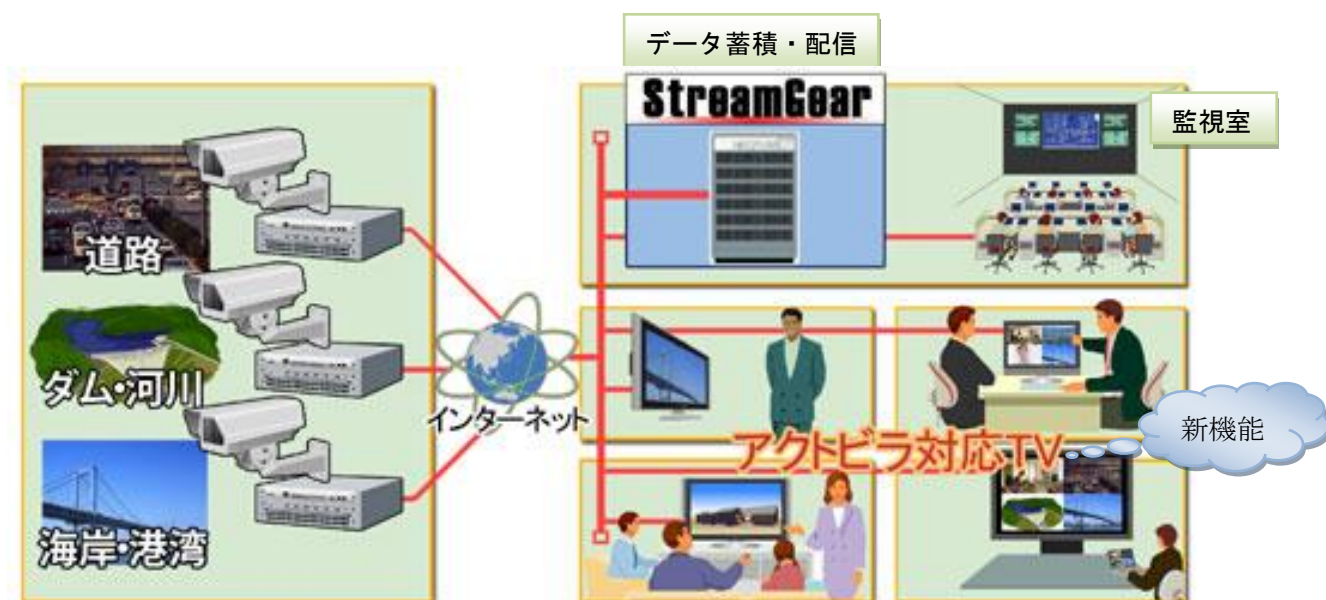 データ蓄積・配信
StreamGear
監視室
道路
ダム・河川
海岸・港湾
インターネット
アクトビラ対応TV
新機能